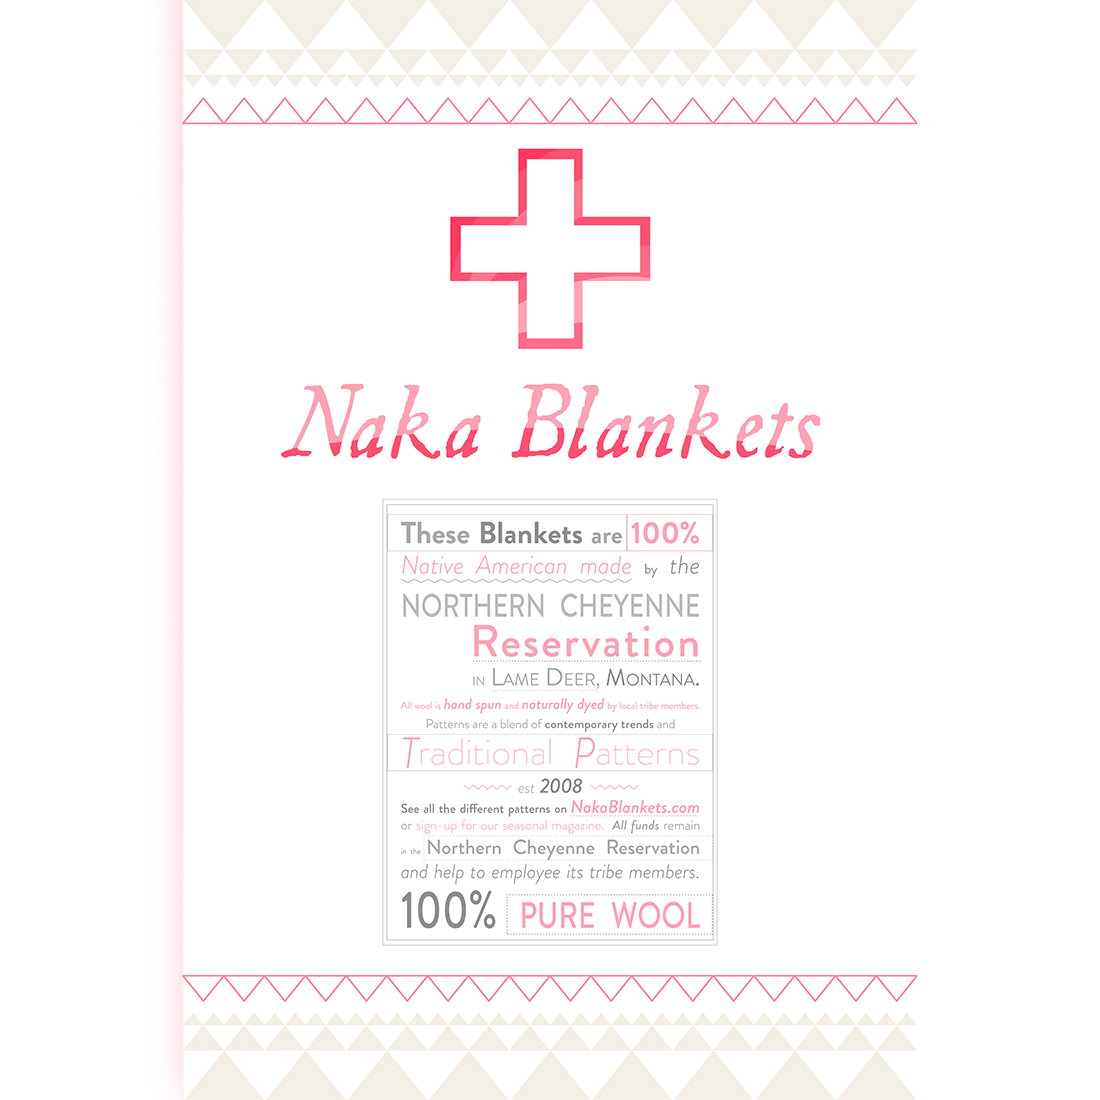 Naka Blankets
These Blankets are 100%
Native American made by the
NORTHERN CHEYENNE
Reservation
IN LAME DEER, MONTANA.
All wool is hand spun and naturally dyed by local tribe members.
Patterns are a blend of contemporary trends and
Traditional Patterns
est 2008
See all the different patterns on NakaBlankets.com
or sign-up for our seasonal magazine. All funds remain
in the Northern Cheyenne Reservation
and help to employee its tribe members.
100% PURE WOOL